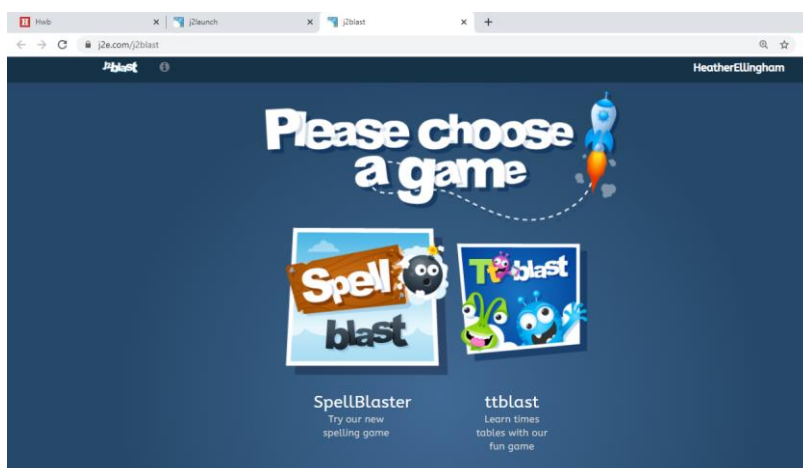 H Hwb
j2launch
j2blast
j2e.com/j2blast
j2blast
HeatherEllingham
Please choose
a game
Spell
blast
Ttblast
SpellBlaster
Try our new
spelling game
ttblast
Learn times
tables with our
fun game